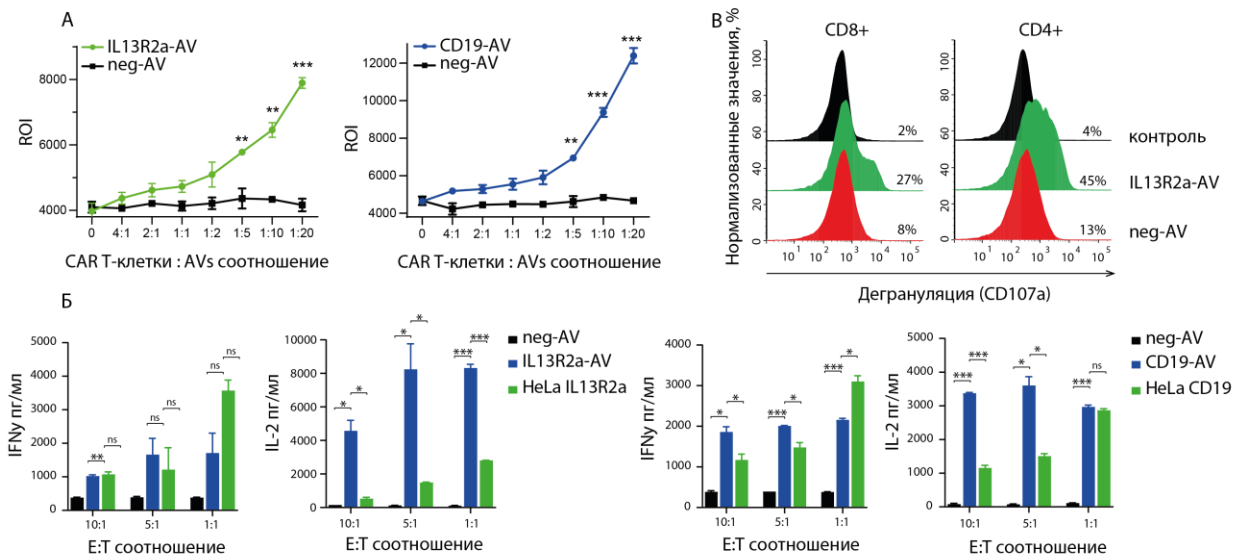 А
IL13R2a-AV
neg-AV
ROI
8000
6000
4000
***
**
**
0 4:1 2:1 1:1 1:2 1:5 1:10 1:20
CAR Т-клетки : AVs соотношение
CD19-AV
neg-AV
ROI
12000
10000
8000
6000
4000
***
***
**
0 4:1 2:1 1:1 1:2 1:5 1:10 1:20
CAR Т-клетки : AVs соотношение
В
CD8+ CD4+
Нормализованные значения, %
100
80
60
40
20
0
2%
27%
8%
10¹ 10² 10³ 10⁴ 10⁵
100
80
60
40
20
0
4%
45%
13%
10¹ 10² 10³ 10⁴ 10⁵
контроль
IL13R2a-AV
neg-AV
Дегрануляция (CD107a)
Б
IFNγ пг/мл
5000
4000
3000
2000
1000
0
** ns
ns ns
ns ns
10:1 5:1 1:1
E:T соотношение
IL-2 пг/мл
10000
8000
6000
4000
2000
0
* *
* *
*** ***
10:1 5:1 1:1
E:T соотношение
neg-AV
IL13R2a-AV
HeLa IL13R2a
IFNγ пг/мл
4000
3000
2000
1000
0
* *
*** *
*** *
10:1 5:1 1:1
E:T соотношение
IL-2 пг/мл
5000
4000
3000
2000
1000
0
*** ***
* *
*** ns
10:1 5:1 1:1
E:T соотношение
neg-AV
CD19-AV
HeLa CD19